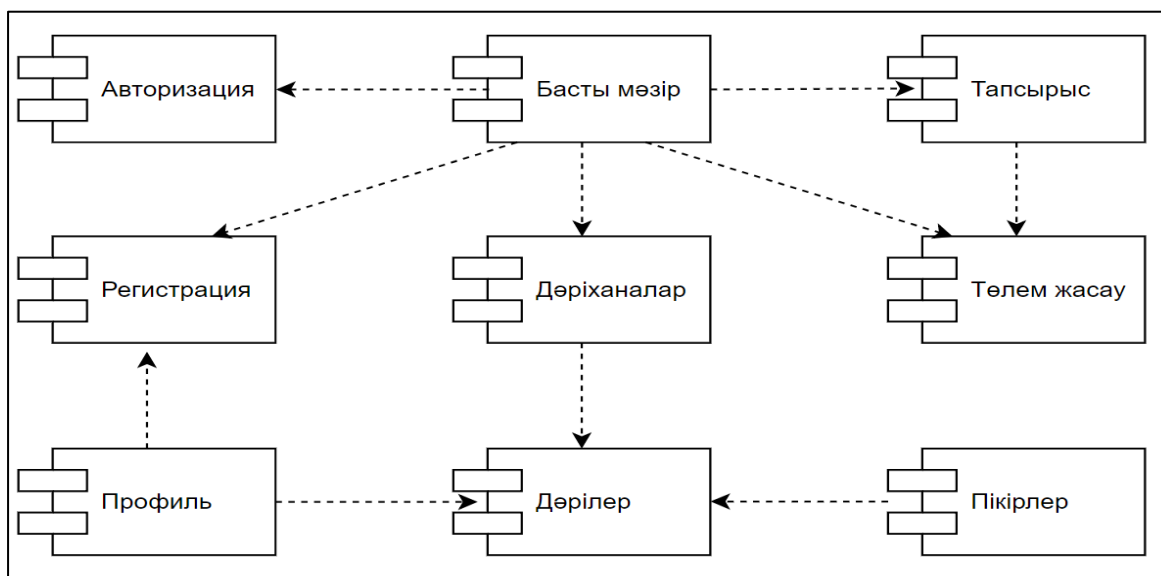 Авторизация
Басты мәзір
Тапсырыс
Регистрация
Дәріханалар
Төлем жасау
Профиль
Дәрілер
Пікірлер